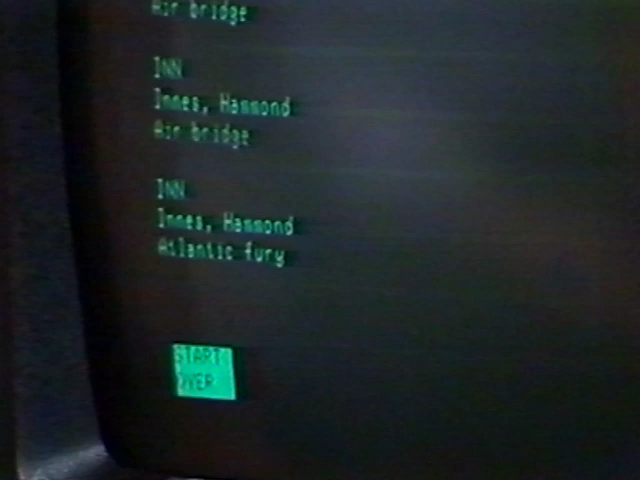 Air bridge
INN
Innes, Hammond
Air bridge
INN
Innes, Hammond
Atlantic fury
START
OVER